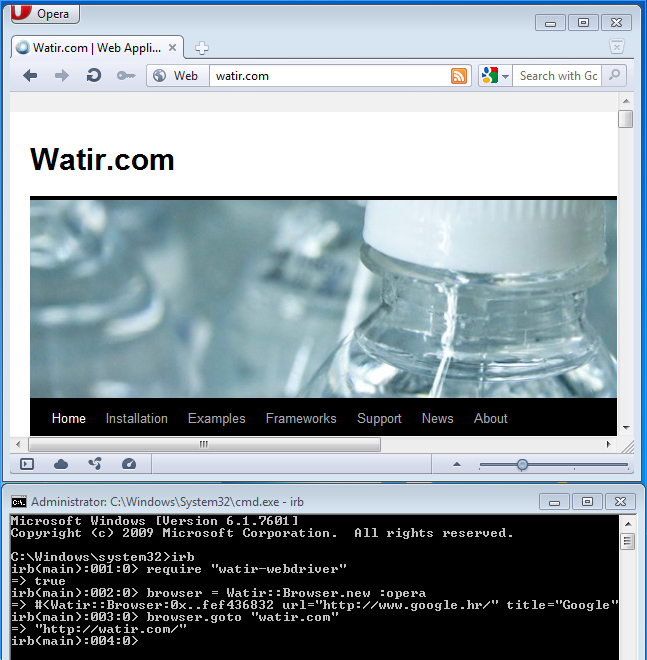 Opera
Watir.com | Web Appli...
Web
watir.com
Search with Go
Watir.com
Home Installation Examples Frameworks Support News About
Administrator: C:\Windows\System32\cmd.exe - irb
Microsoft Windows [Version 6.1.7601]
Copyright (c) 2009 Microsoft Corporation.  All rights reserved.
C:\Windows\system32>irb
irb(main):001:0> require "watir-webdriver"
=> true
irb(main):002:0> browser = Watir::Browser.new :opera
=> #<Watir::Browser:0x..fef436832 url="http://www.google.hr/" title="Google"
irb(main):003:0> browser.goto "watir.com"
=> "http://watir.com/"
irb(main):004:0>